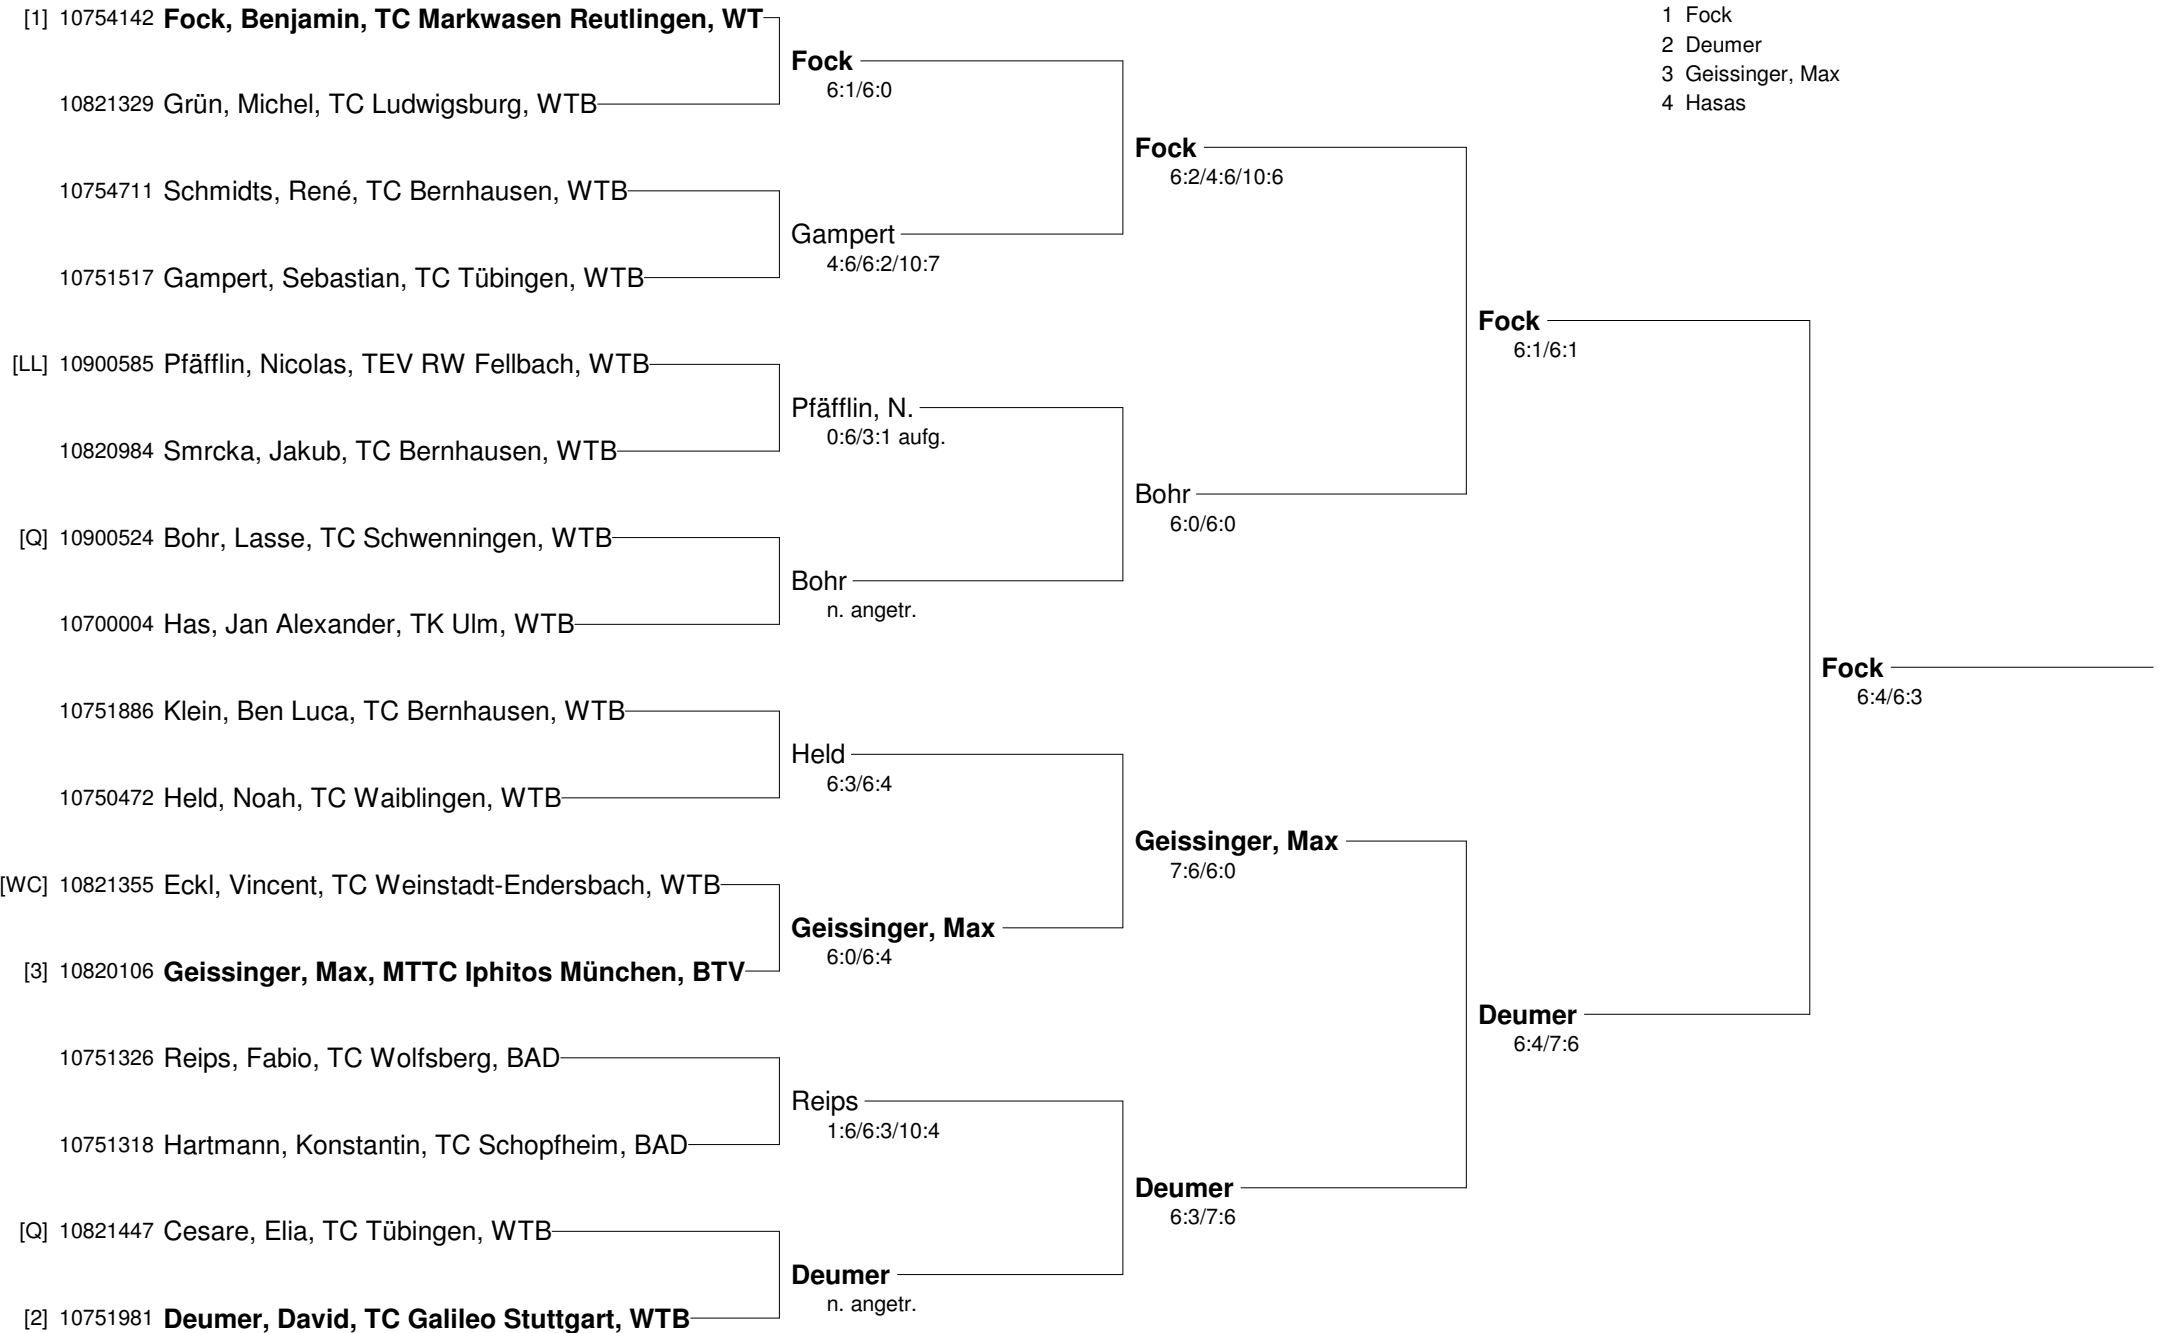 [1] 10754142 Fock, Benjamin, TC Markwasen Reutlingen, WT
1 Fock
2 Deumer
3 Geissinger, Max
4 Hasas
Fock
6:1/6:0
10821329 Grün, Michel, TC Ludwigsburg, WTB
Fock
6:2/4:6/10:6
10754711 Schmidts, René, TC Bernhausen, WTB
Gampert
4:6/6:2/10:7
10751517 Gampert, Sebastian, TC Tübingen, WTB
Fock
6:1/6:1
[LL] 10900585 Pfäfflin, Nicolas, TEV RW Fellbach, WTB
Pfäfflin, N.
0:6/3:1 aufg.
10820984 Smrcka, Jakub, TC Bernhausen, WTB
Bohr
6:0/6:0
[Q] 10900524 Bohr, Lasse, TC Schwenningen, WTB
Bohr
n. angetr.
10700004 Has, Jan Alexander, TK Ulm, WTB
Fock
6:4/6:3
10751886 Klein, Ben Luca, TC Bernhausen, WTB
Held
6:3/6:4
10750472 Held, Noah, TC Waiblingen, WTB
Geissinger, Max
7:6/6:0
[WC] 10821355 Eckl, Vincent, TC Weinstadt-Endersbach, WTB
Geissinger, Max
6:0/6:4
[3] 10820106 Geissinger, Max, MTTC Iphitos München, BTV
Deumer
6:4/7:6
10751326 Reips, Fabio, TC Wolfsberg, BAD
Reips
1:6/6:3/10:4
10751318 Hartmann, Konstantin, TC Schopfheim, BAD
Deumer
6:3/7:6
[Q] 10821447 Cesare, Elia, TC Tübingen, WTB
Deumer
n. angetr.
[2] 10751981 Deumer, David, TC Galileo Stuttgart, WTB